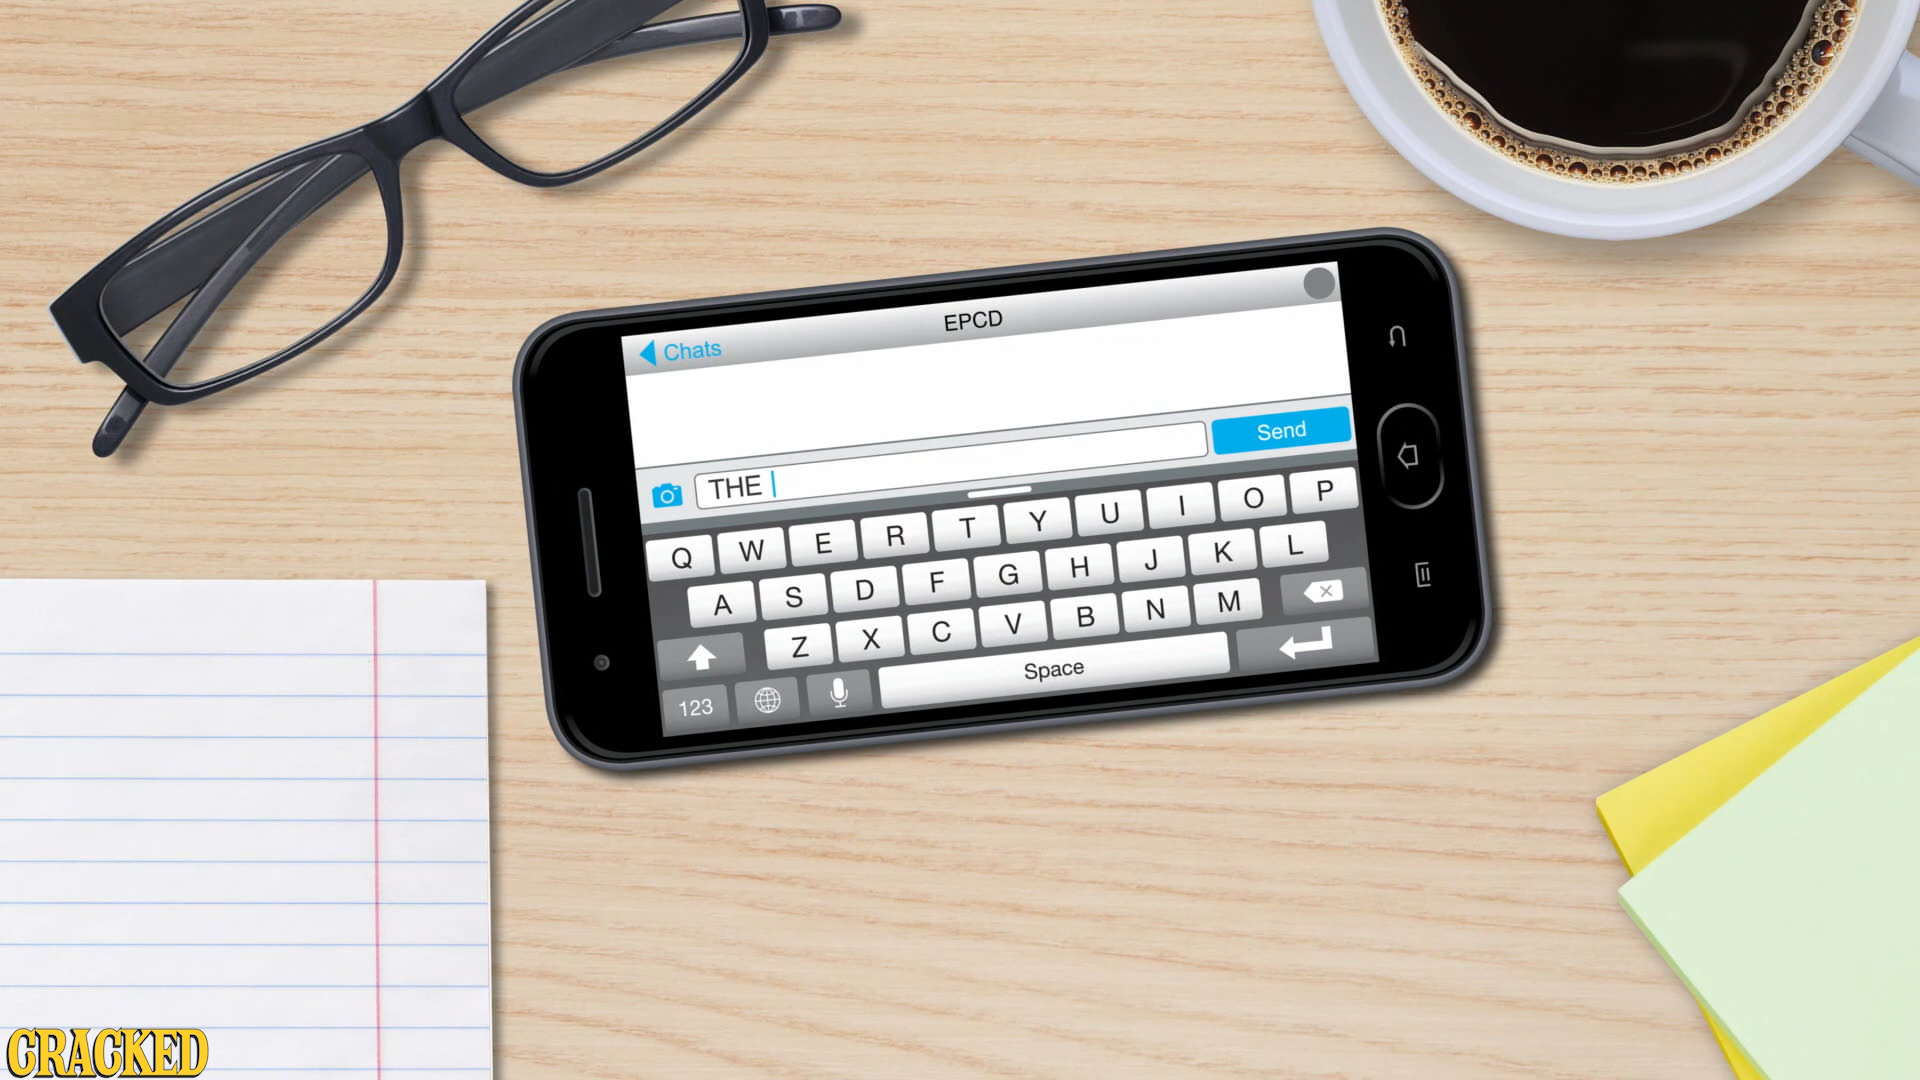 EPCD
Chats
Send
THE
Q W E R T Y U I O P
A S D F G H J K L
Z X C V B N M
123
Space
CRACKED